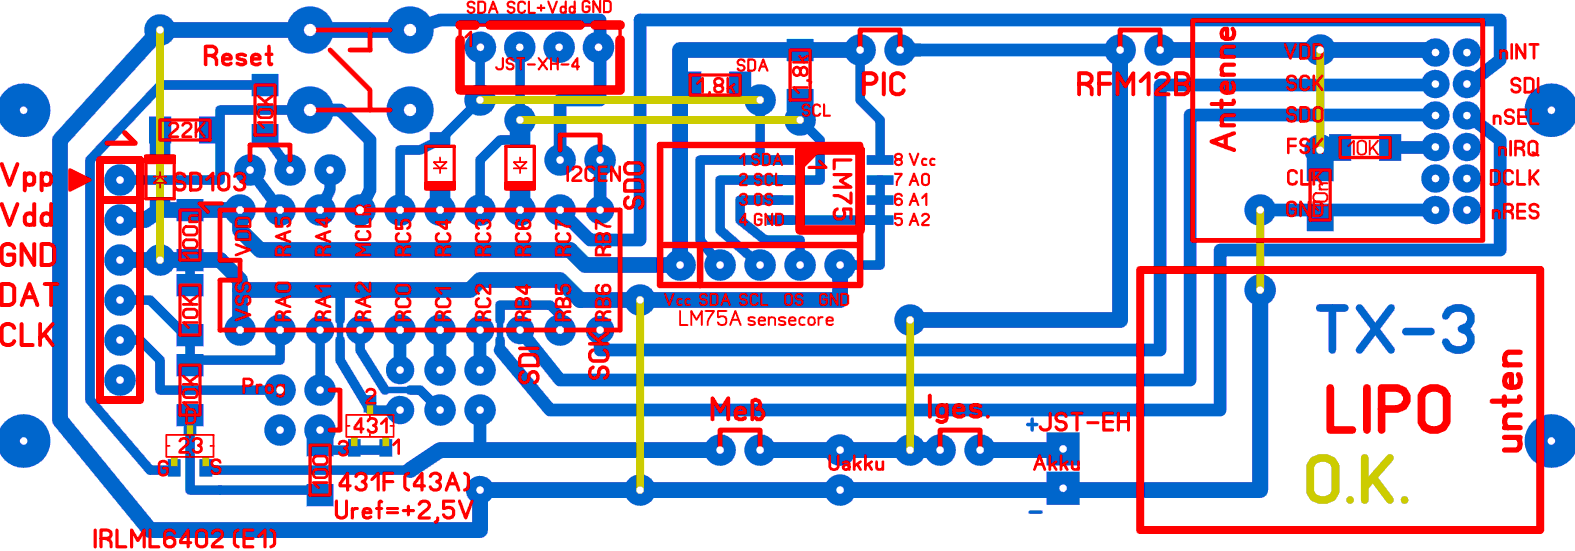 SDA SCL+Vdd GND
1
JST-XH-4
Reset
10K
22K
SDA
1.8k
1.8k
SCL
PIC
RFM12B
Antenne
VDD
SCK
SDO
FSK
CLK
GND
nINT
SDI
nSEL
nIRQ
DCLK
nRES
10K
Vpp
Vdd
GND
DAT
CLK
SD103
100n
10K
I2CEN
SDO
1 SDA
2 SCL
3 OS
4 GND
1
LM75
8 Vcc
7 A0
6 A1
5 A2
VDD
RA5
RA4
RC5
RC4
RC3
RC6
RC7
RB7
VSS
RA0
RA1
RA2
RC0
RC1
RC2
RB4
RB5
RB6
SDI
SCK
Vcc SDA SCL OS GND
LM75A sensecore
Prog
2
431
3
1
23
G
S
100
431F (43A)
Uref=+2,5V
IRLML6402 (E1)
Meß
Iges.
Uakku
+JST-EH
Akku
-
TX-3
LIPO
O.K.
unten